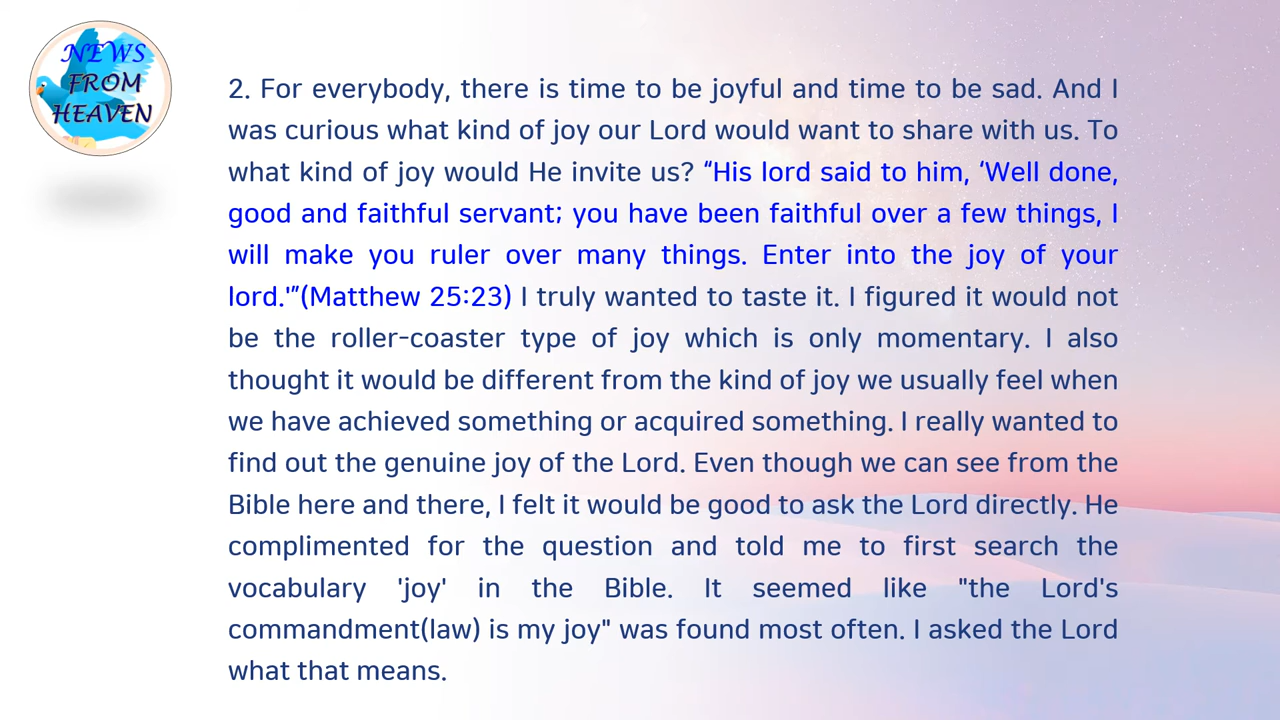 NEWS
FROM
HEAVEN
2. For everybody, there is time to be joyful and time to be sad. And I
was curious what kind of joy our Lord would want to share with us. To
what kind of joy would He invite us? “His lord said to him, ‘Well done,
good and faithful servant; you have been faithful over a few things, I
will make you ruler over many things. Enter into the joy of your
lord.'”(Matthew 25:23) I truly wanted to taste it. I figured it would not
be the roller-coaster type of joy which is only momentary. I also
thought it would be different from the kind of joy we usually feel when
we have achieved something or acquired something. I really wanted to
find out the genuine joy of the Lord. Even though we can see from the
Bible here and there, I felt it would be good to ask the Lord directly. He
complimented for the question and told me to first search the
vocabulary 'joy' in the Bible. It seemed like "the Lord's
commandment(law) is my joy" was found most often. I asked the Lord
what that means.